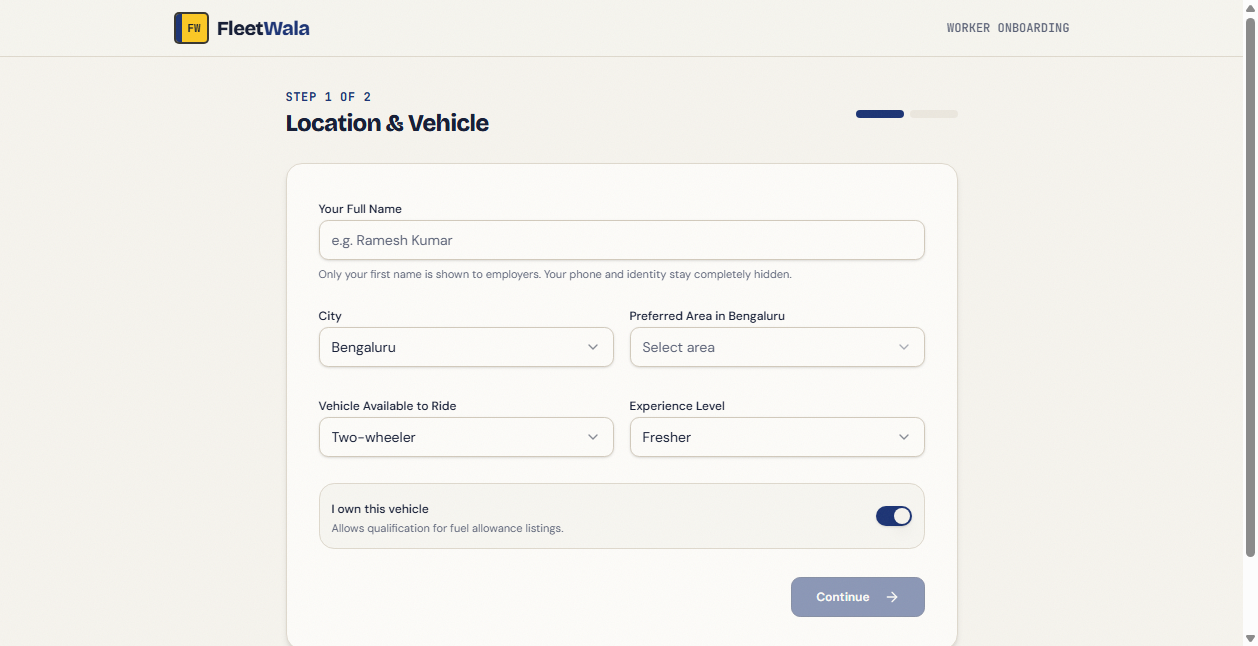 FW FleetWala
WORKER ONBOARDING
STEP 1 OF 2
Location & Vehicle
Your Full Name
e.g. Ramesh Kumar
Only your first name is shown to employers. Your phone and identity stay completely hidden.
City
Bengaluru
Preferred Area in Bengaluru
Select area
Vehicle Available to Ride
Two-wheeler
Experience Level
Fresher
I own this vehicle
Allows qualification for fuel allowance listings.
Continue →